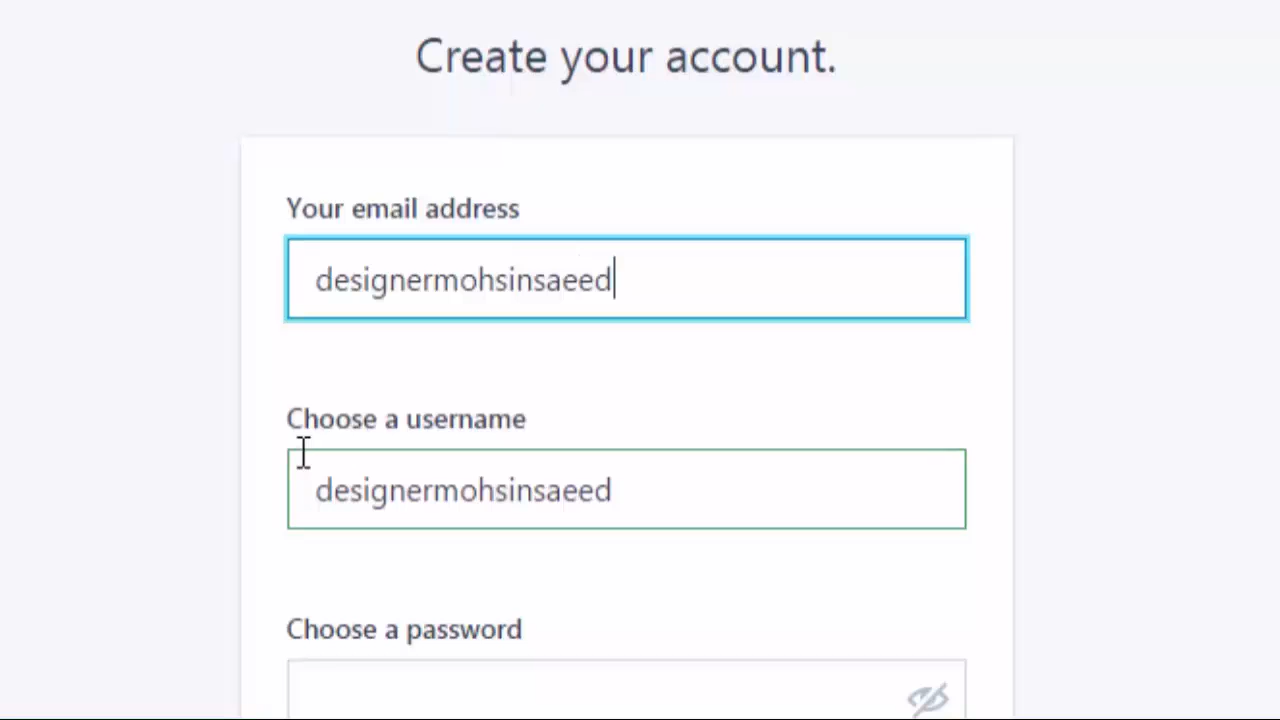 Create your account.
Your email address
designermohsinsaeed
Choose a username
designermohsinsaeed
Choose a password